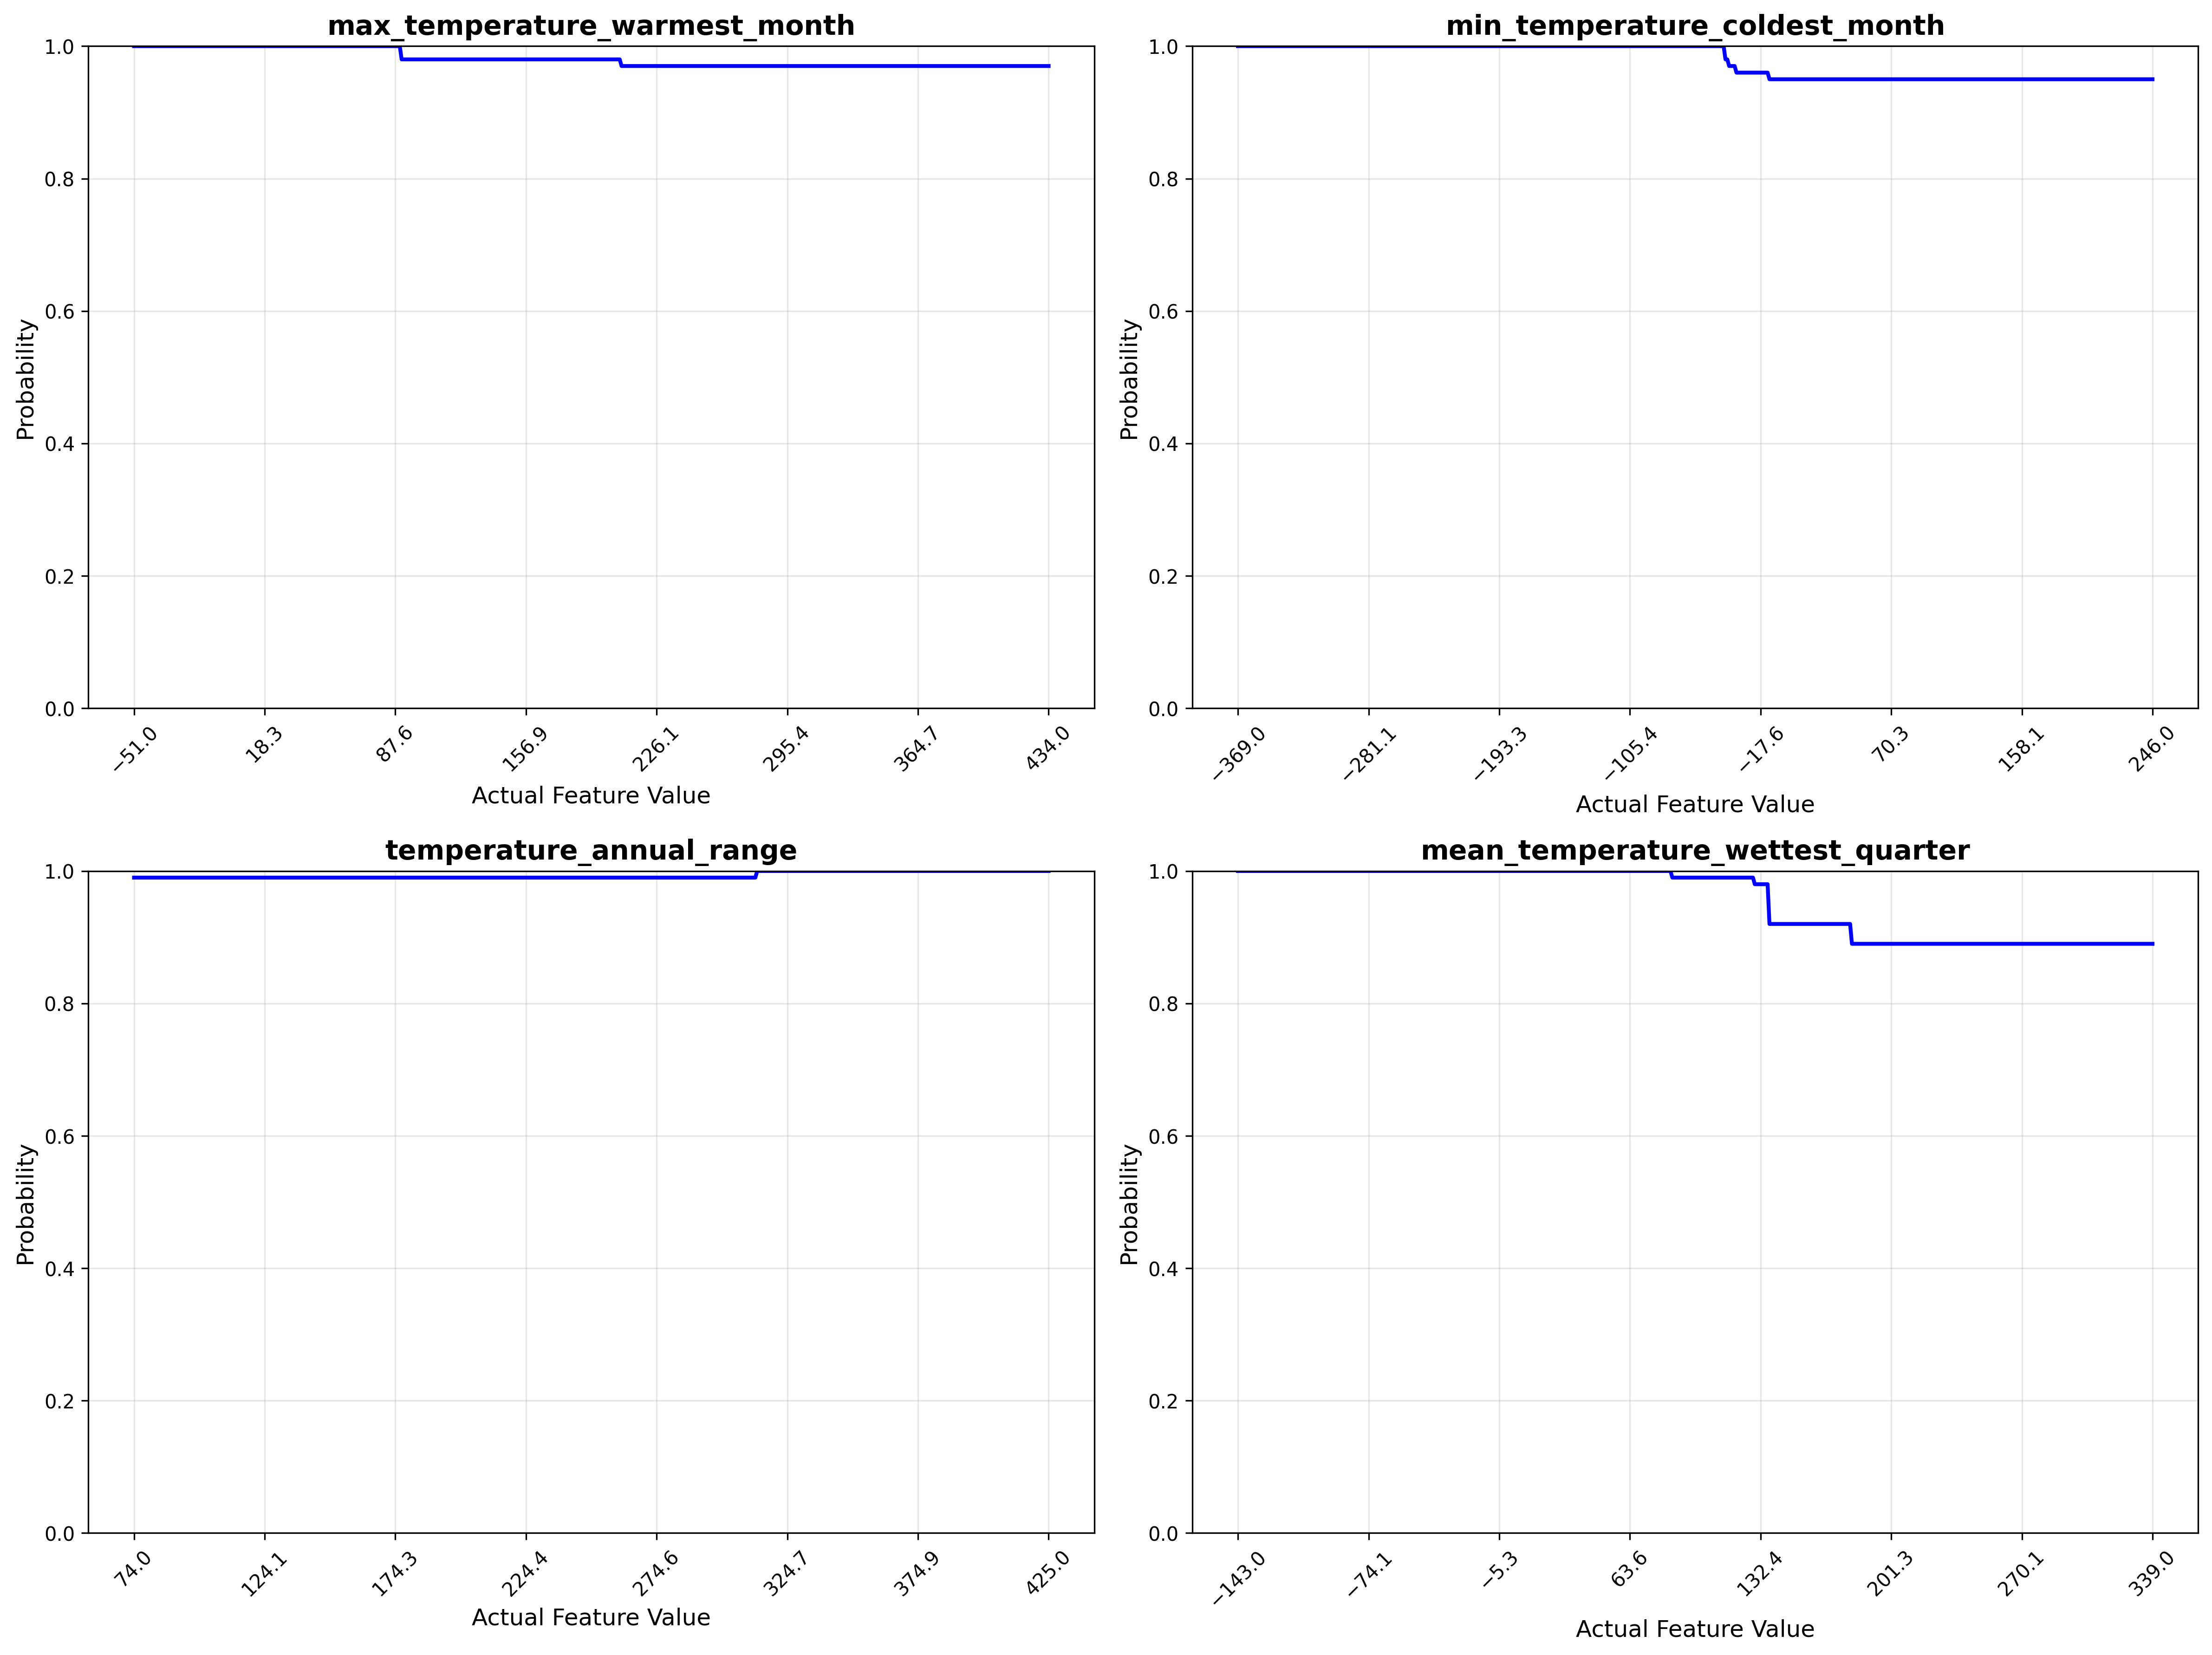 max_temperature_warmest_month
1.0
0.8
0.6
0.4
0.2
0.0
Probability
−51.0 18.3 87.6 156.9 226.1 295.4 364.7 434.0
Actual Feature Value
min_temperature_coldest_month
1.0
0.8
0.6
0.4
0.2
0.0
Probability
−369.0 −281.1 −193.3 −105.4 −17.6 70.3 158.1 246.0
Actual Feature Value
temperature_annual_range
1.0
0.8
0.6
0.4
0.2
0.0
Probability
74.0 124.1 174.3 224.4 274.6 324.7 374.9 425.0
Actual Feature Value
mean_temperature_wettest_quarter
1.0
0.8
0.6
0.4
0.2
0.0
Probability
−143.0 −74.1 −5.3 63.6 132.4 201.3 270.1 339.0
Actual Feature Value